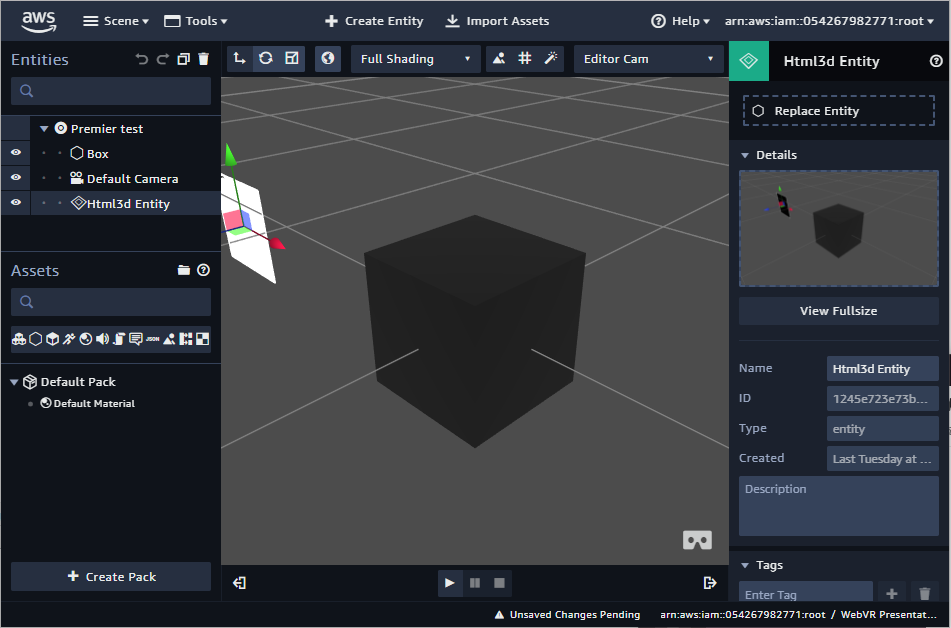 aws Scene Tools Create Entity Import Assets Help arn:aws:iam::054267982771:root
Entities
Premier test
Box
Default Camera
Html3d Entity
Assets
JSON
Default Pack
Default Material
Create Pack
Full Shading Editor Cam
Html3d Entity
Replace Entity
Details
View Fullsize
Name Html3d Entity
ID 1245e723e73b...
Type entity
Created Last Tuesday at ...
Description
Tags
Enter Tag
Unsaved Changes Pending arn:aws:iam::054267982771:root / WebVR Presentat...